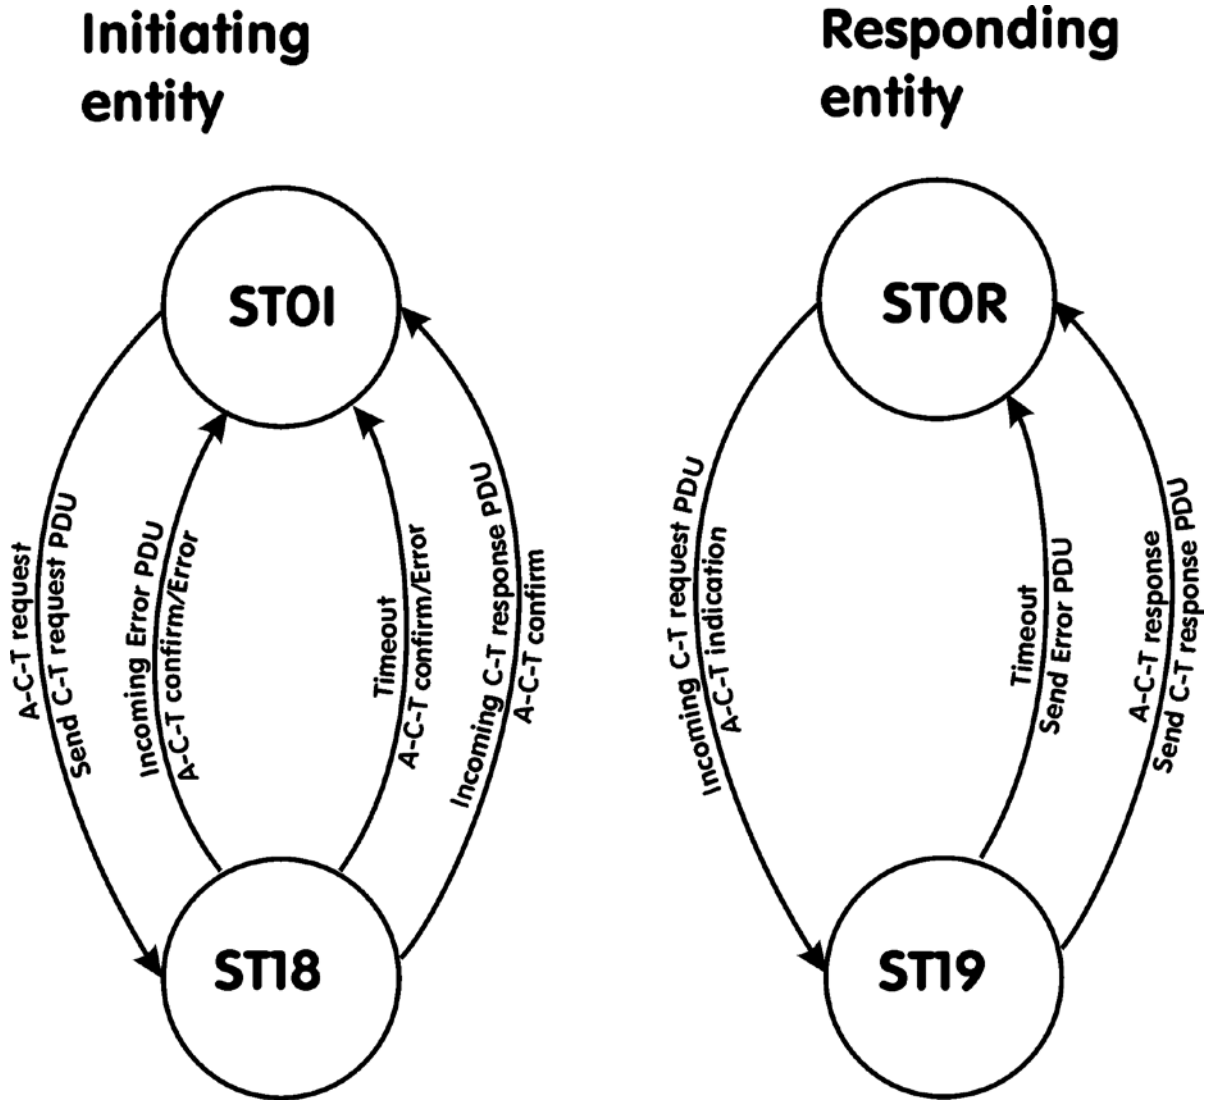 Initiating
entity
Responding
entity
ST0I
ST0R
A-C-T request
Send C-T request PDU
Incoming Error PDU
A-C-T confirm/Error
Timeout
A-C-T confirm/Error
Incoming C-T response PDU
A-C-T confirm
Incoming C-T request PDU
A-C-T indication
Timeout
Send Error PDU
A-C-T response
Send C-T response PDU
ST18
ST19